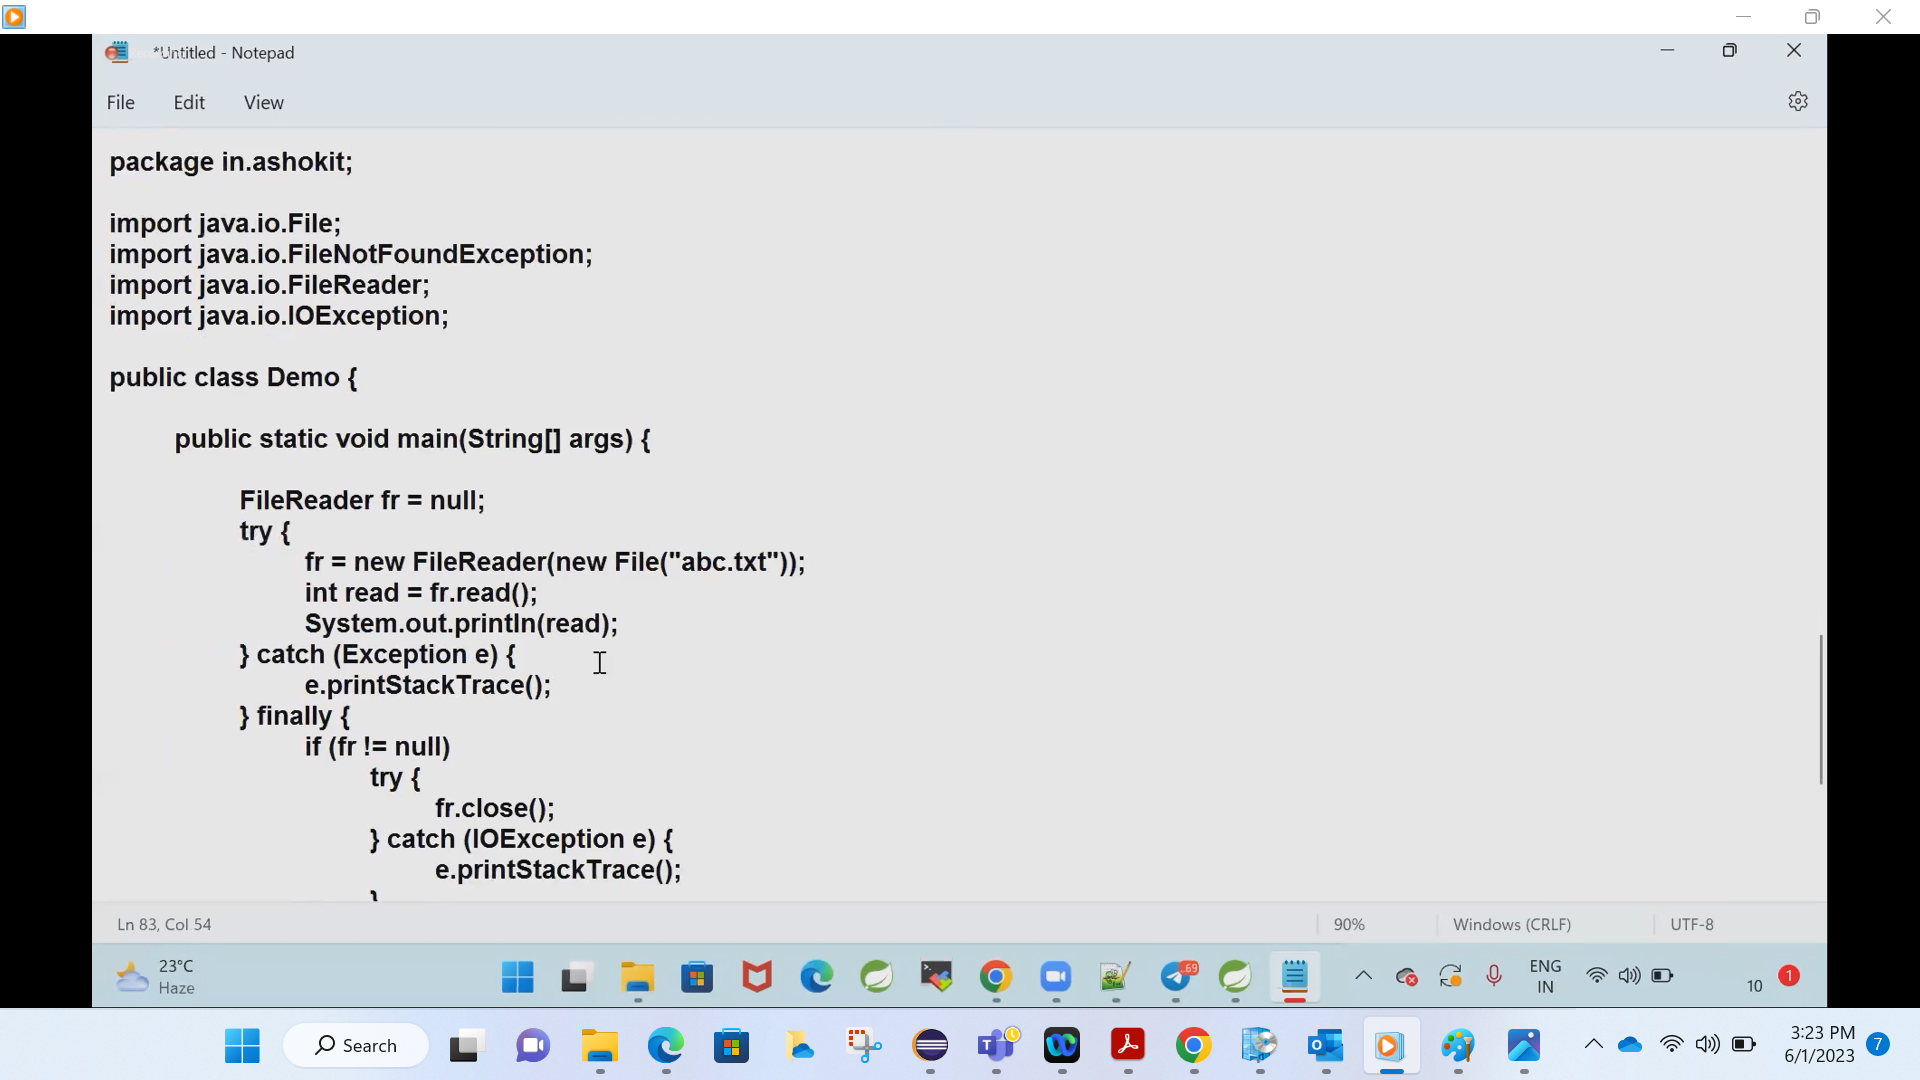 *Untitled - Notepad
File Edit View
package in.ashokit;
import java.io.File;
import java.io.FileNotFoundException;
import java.io.FileReader;
import java.io.IOException;
public class Demo {
public static void main(String[] args) {
FileReader fr = null;
try {
fr = new FileReader(new File("abc.txt"));
int read = fr.read();
System.out.println(read);
} catch (Exception e) {
e.printStackTrace();
} finally {
if (fr != null)
try {
fr.close();
} catch (IOException e) {
e.printStackTrace();
}
Ln 83, Col 54 90% Windows (CRLF) UTF-8
23°C
Haze
.69
ENG
IN
10 1
Search
3:23 PM
6/1/2023
7